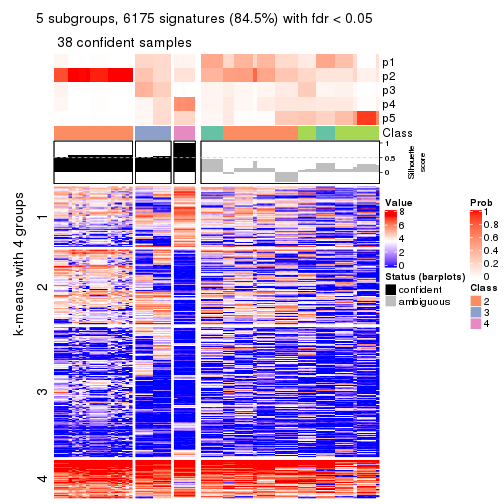 5 subgroups, 6175 signatures (84.5%) with fdr < 0.05
38 confident samples
p1
p2
p3
p4
p5
Class
1
0.5
0
Silhouette
score
k-means with 4 groups
1
2
3
4
Value
8
6
4
2
0
Status (barplots)
confident
ambiguous
Prob
1
0.8
0.6
0.4
0.2
0
Class
2
3
4